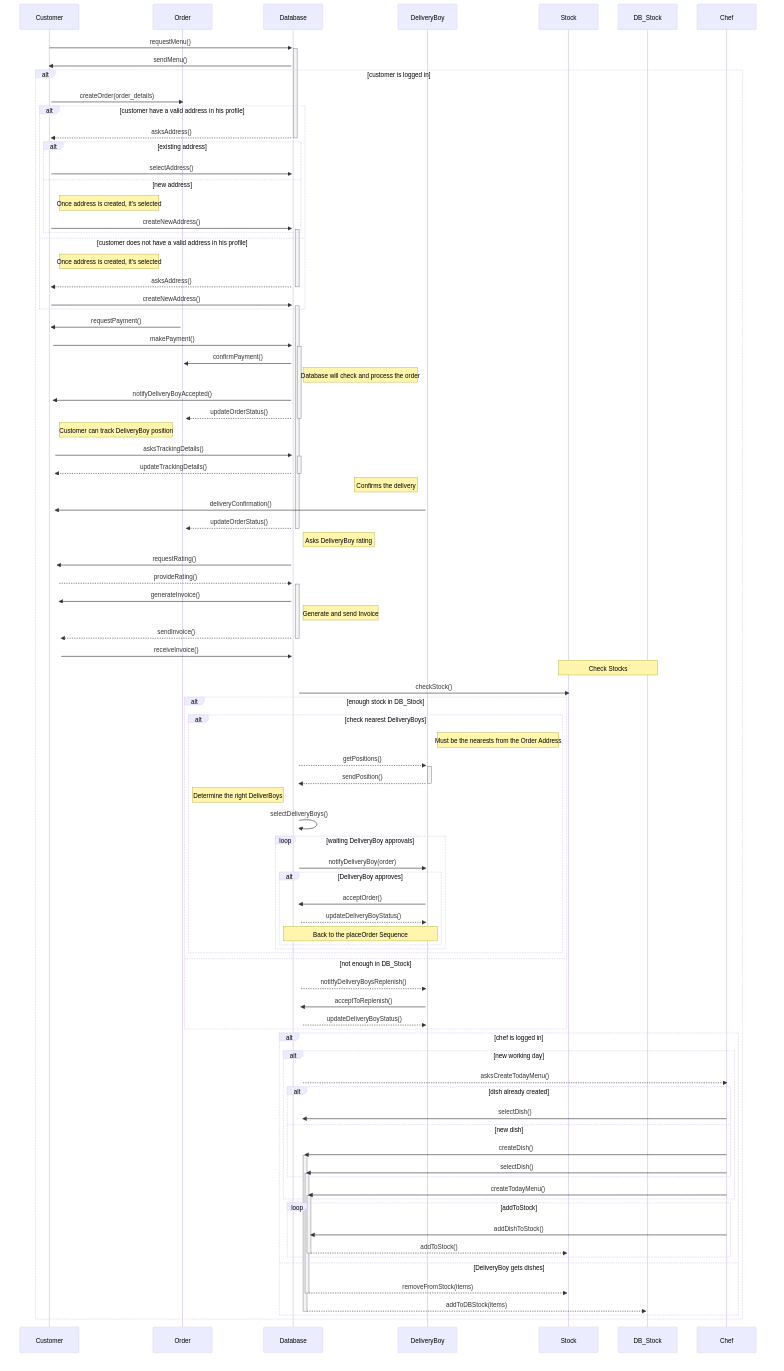 Customer Order Database DeliveryBoy Stock DB_Stock Chef
requestMenu()
sendMenu()
alt [customer is logged in]
createOrder(order_details)
alt [customer have a valid address in his profile]
asksAddress()
alt [existing address]
selectAddress()
[new address]
Once address is created, it's selected
createNewAddress()
[customer does not have a valid address in his profile]
Once address is created, it's selected
asksAddress()
createNewAddress()
requestPayment()
makePayment()
confirmPayment()
Database will check and process the order
notifyDeliveryBoyAccepted()
updateOrderStatus()
Customer can track DeliveryBoy position
asksTrackingDetails()
updateTrackingDetails()
Confirms the delivery
deliveryConfirmation()
updateOrderStatus()
Asks DeliveryBoy rating
requestRating()
provideRating()
generateInvoice()
Generate and send Invoice
sendInvoice()
receiveInvoice()
Check Stocks
checkStock()
alt [enough stock in DB_Stock]
alt [check nearest DeliveryBoys]
Must be the nearests from the Order Address
getPositions()
sendPosition()
Determine the right DeliverBoys
selectDeliveryBoys()
loop [waiting DeliveryBoy approvals]
notifyDeliveryBoy(order)
alt [DeliveryBoy approves]
acceptOrder()
updateDeliveryBoyStatus()
Back to the placeOrder Sequence
[not enough in DB_Stock]
notitfyDeliveryBoysReplenish()
acceptToReplenish()
updateDeliveryBoyStatus()
alt [chef is logged in]
alt [new working day]
asksCreateTodayMenu()
alt [dish already created]
selectDish()
[new dish]
createDish()
selectDish()
createTodayMenu()
loop [addToStock]
addDishToStock()
addToStock()
[DeliveryBoy gets dishes]
removeFromStock(items)
addToDBStock(items)
Customer Order Database DeliveryBoy Stock DB_Stock Chef